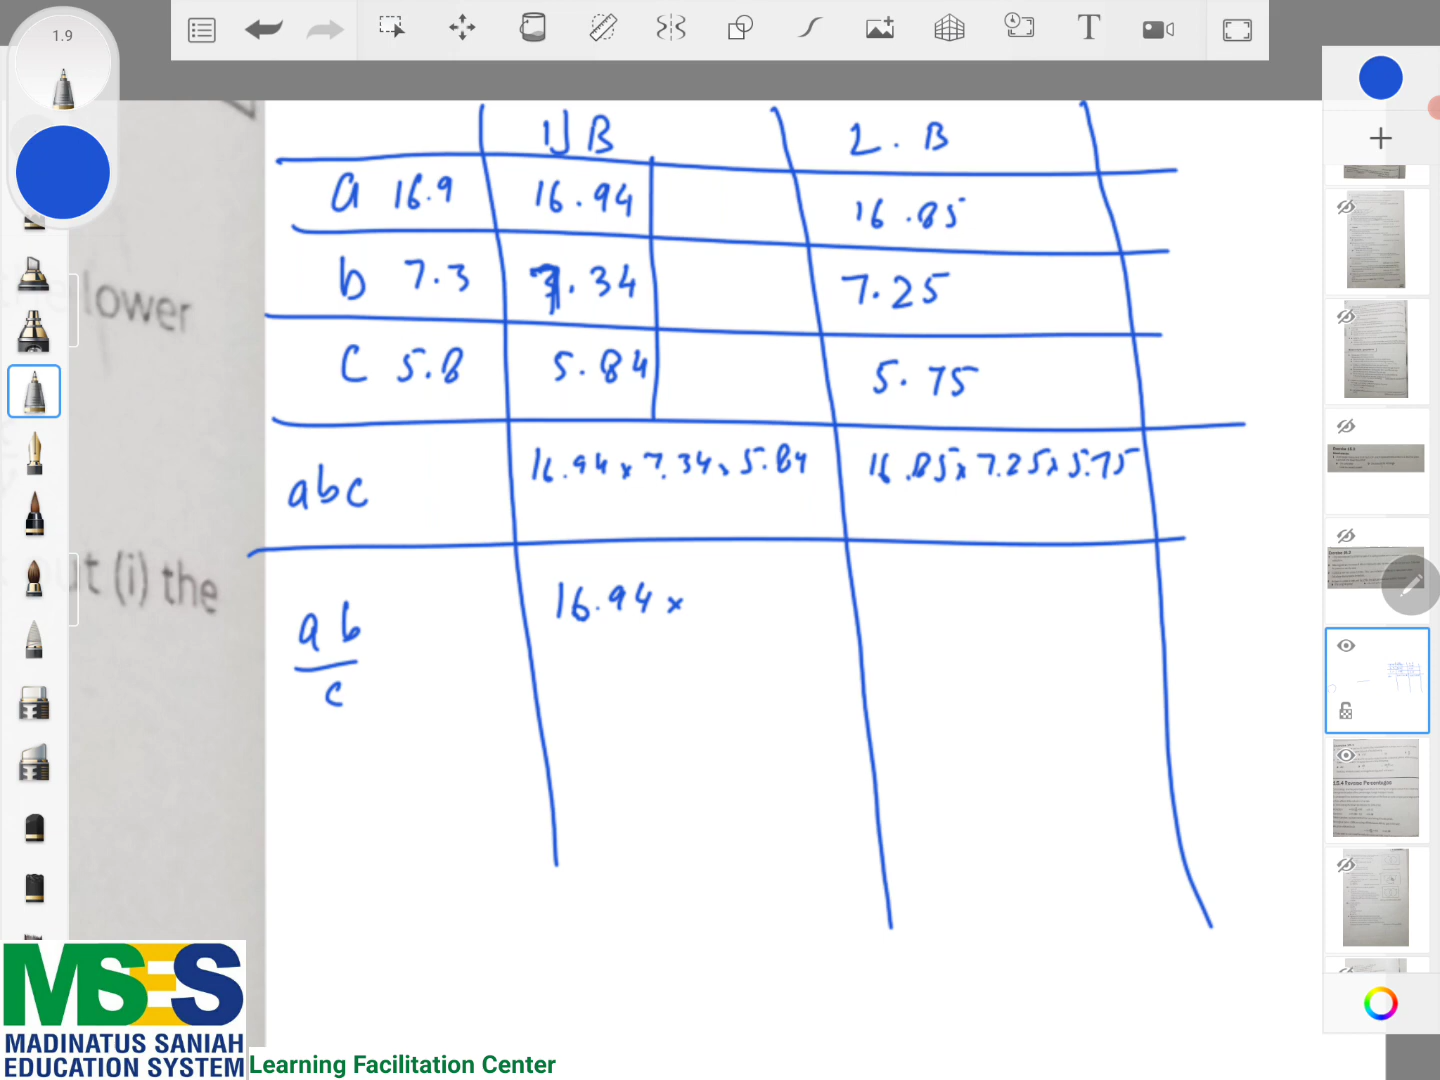 1.9
T
UB
L. B
a 16.9
16.94
16.85
b 7.3
7.34
7.25
lower
c 5.8
5.84
5.75
abc
16.94 x 7.34 x 5.84
16.85 x 7.25 x 5.75
t (i) the
ab
c
16.94 x
MSES
MADINATUS SANIAH
EDUCATION SYSTEM
Learning Facilitation Center